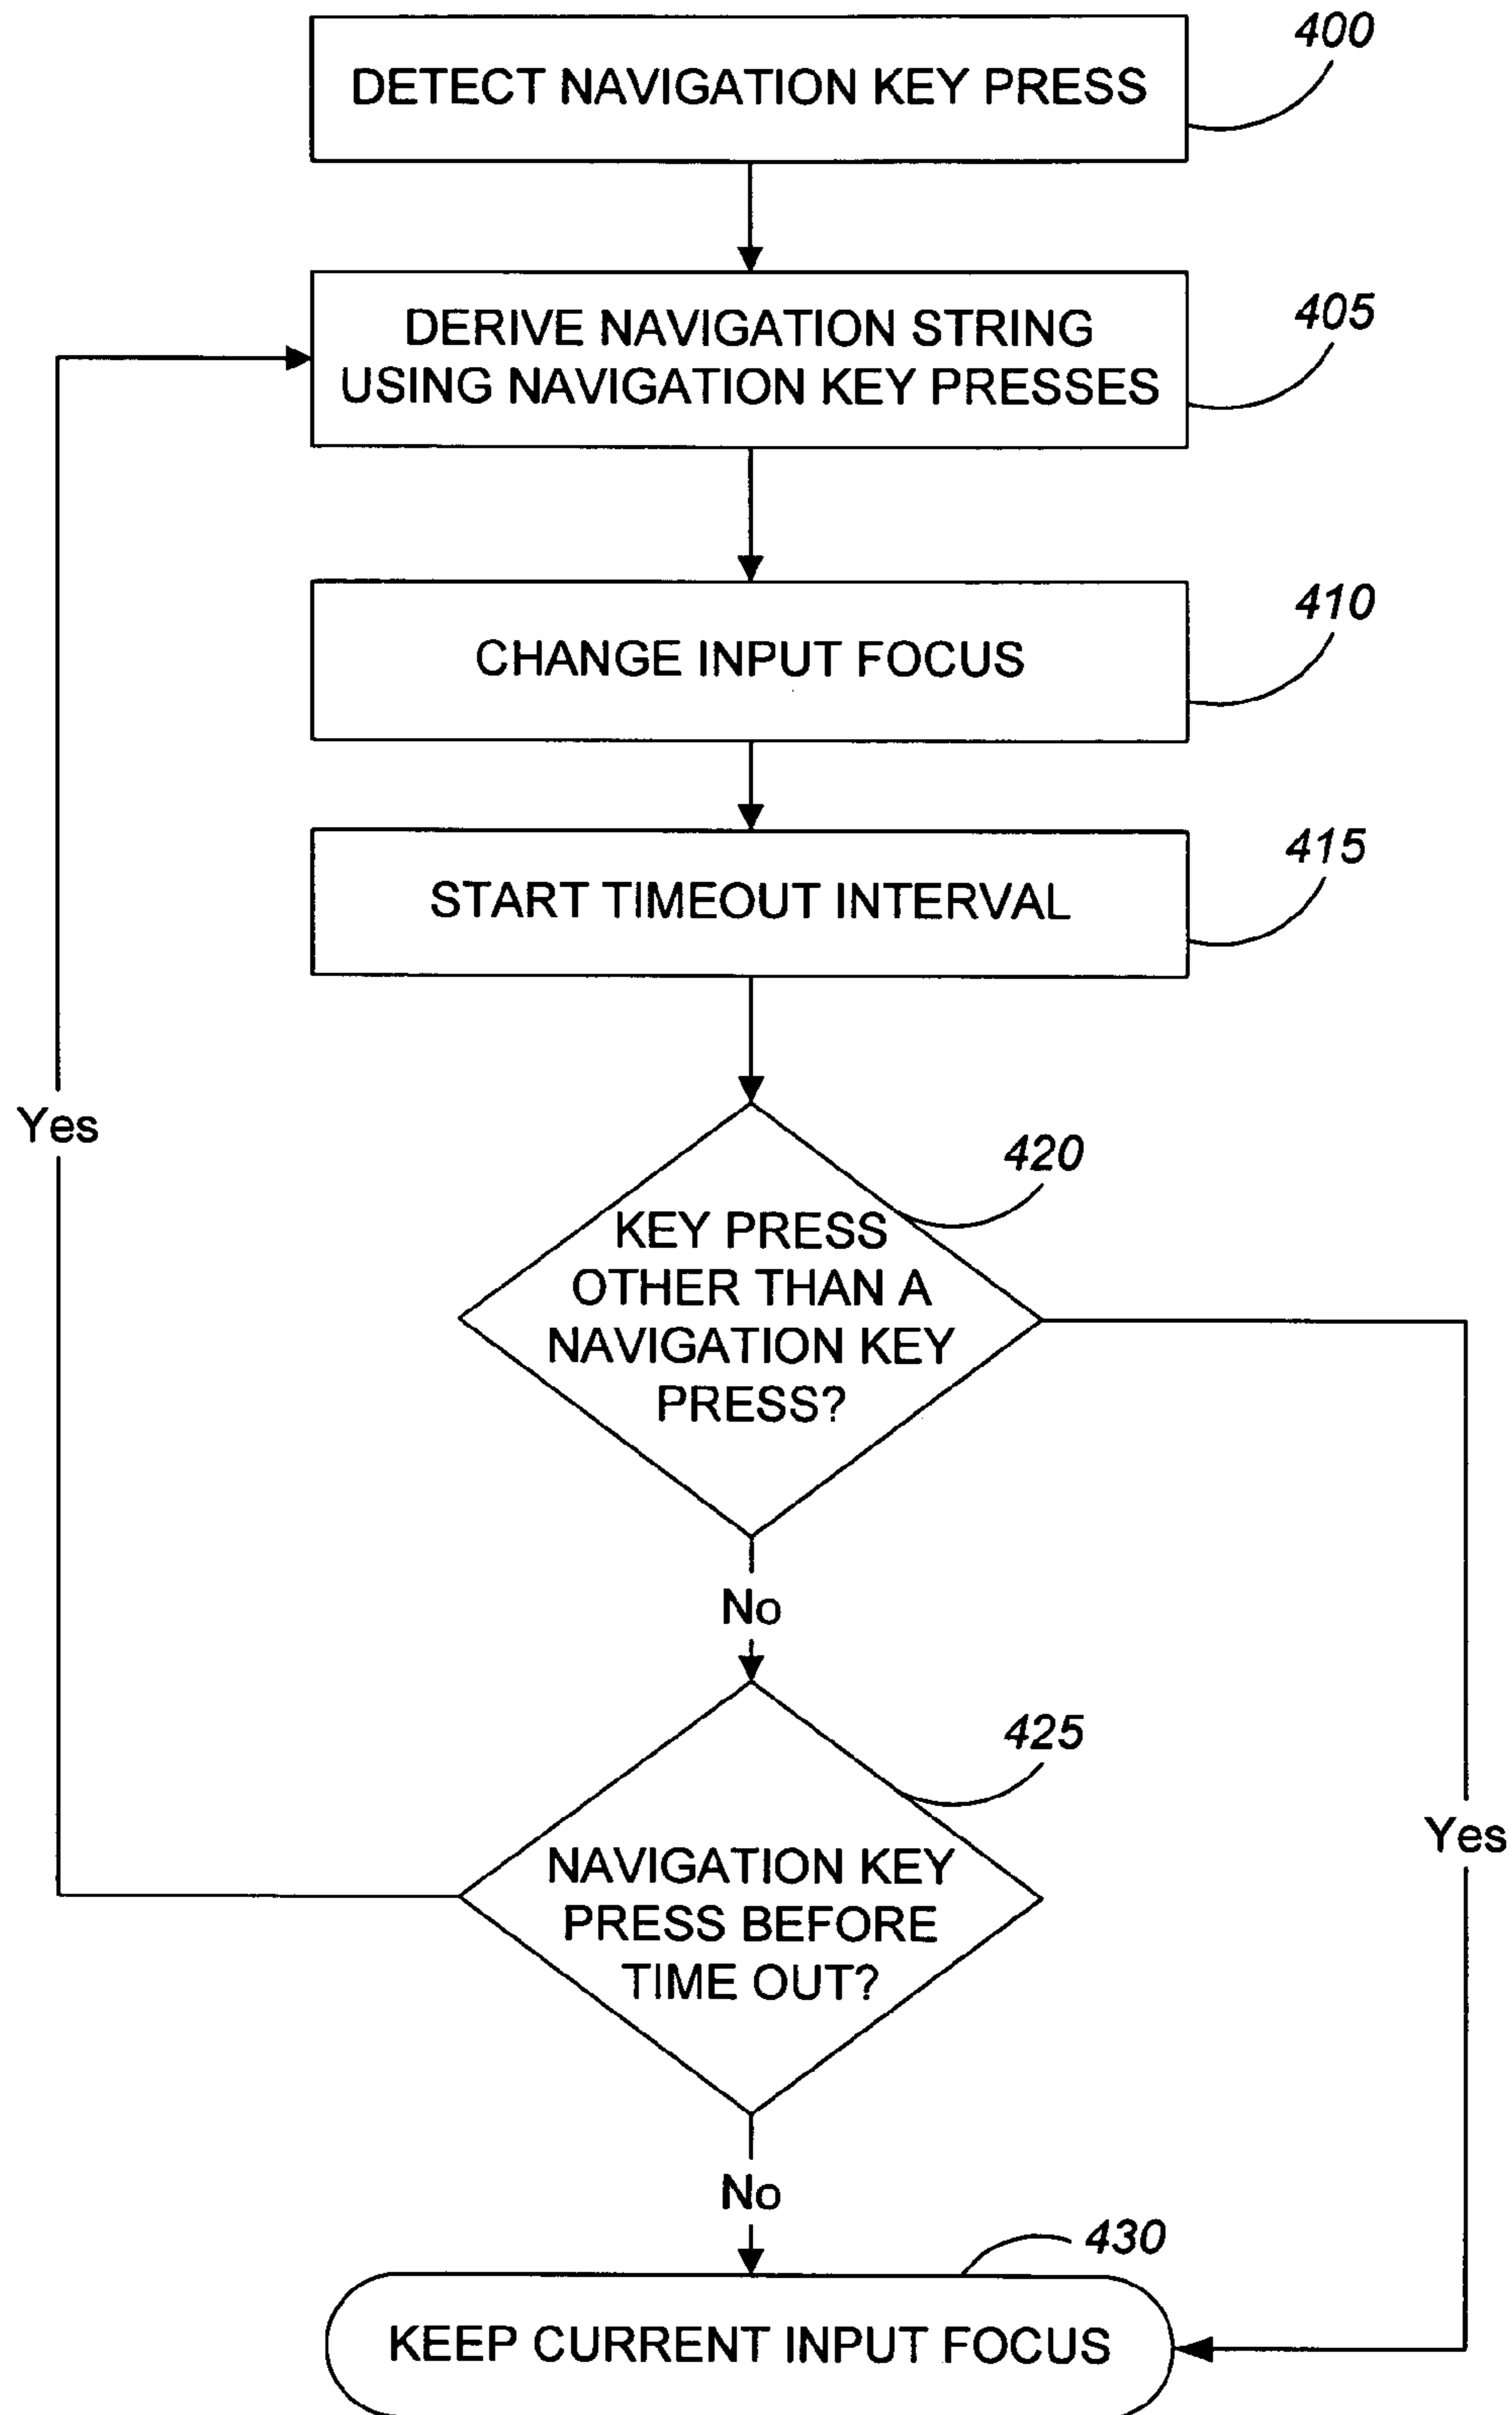 400
DETECT NAVIGATION KEY PRESS
405
DERIVE NAVIGATION STRING
USING NAVIGATION KEY PRESSES
410
CHANGE INPUT FOCUS
415
START TIMEOUT INTERVAL
Yes
420
KEY PRESS
OTHER THAN A
NAVIGATION KEY
PRESS?
No
425
NAVIGATION KEY
PRESS BEFORE
TIME OUT?
Yes
No
430
KEEP CURRENT INPUT FOCUS